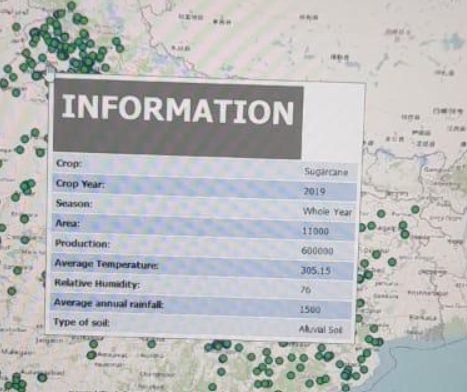 INFORMATION
Crop: Sugarcane
Crop Year: 2019
Season: Whole Year
Area: 11000
Production: 600000
Average Temperature: 305.15
Relative Humidity: 76
Average annual rainfall: 1500
Type of soil: Alluvial Soil